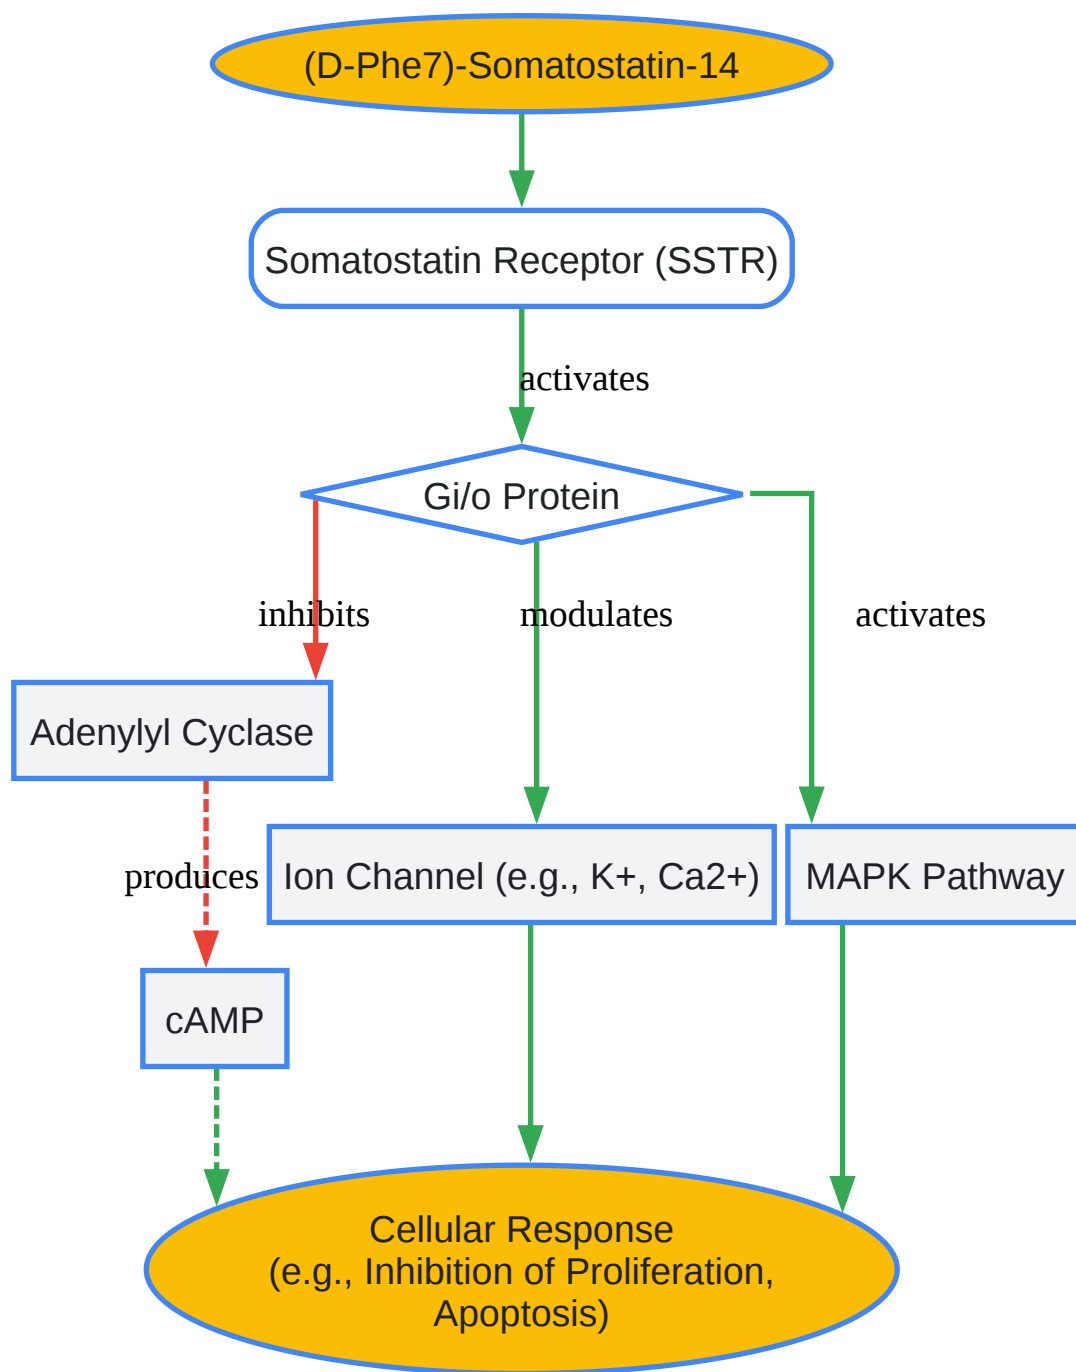 (D-Phe7)-Somatostatin-14
Somatostatin Receptor (SSTR)
activates
Gi/o Protein
inhibits
modulates
activates
Adenylyl Cyclase
produces
Ion Channel (e.g., K+, Ca2+)
MAPK Pathway
cAMP
Cellular Response
(e.g., Inhibition of Proliferation,
Apoptosis)